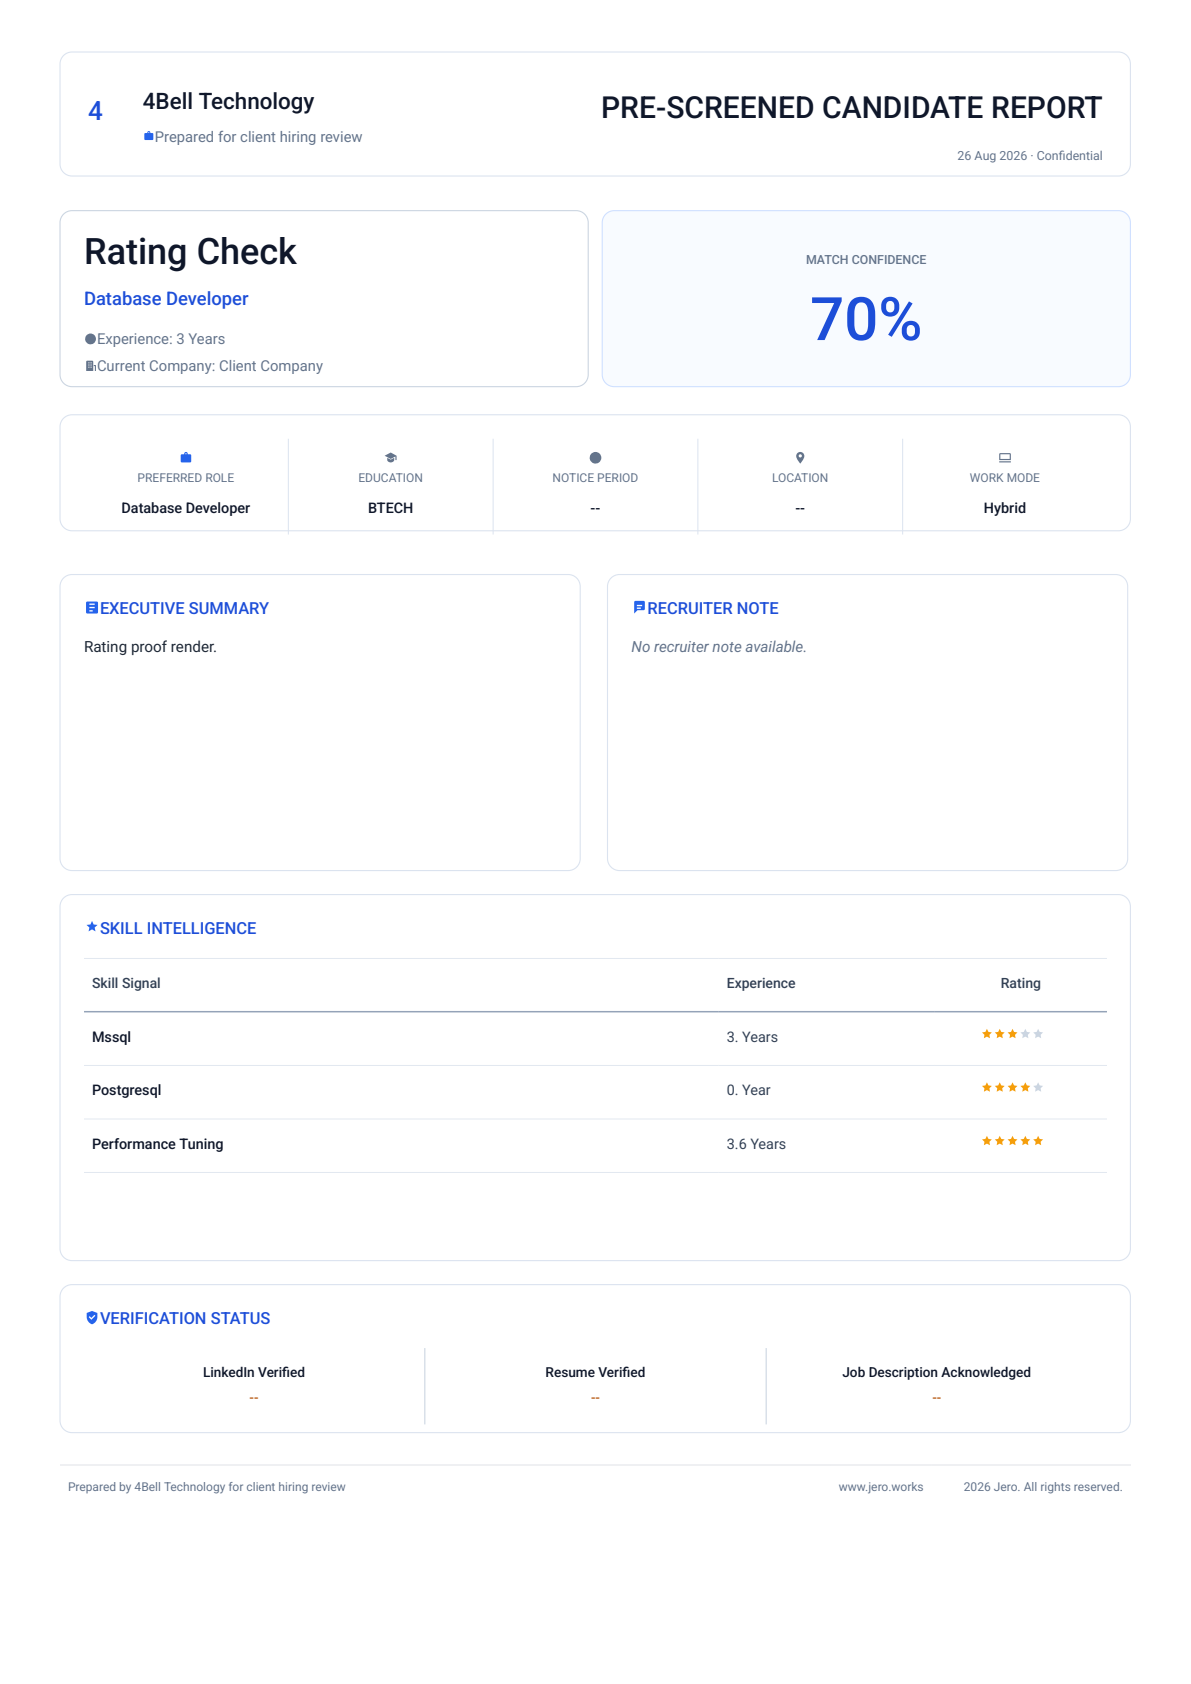 4
4Bell Technology
Prepared for client hiring review
PRE-SCREENED CANDIDATE REPORT
26 Aug 2026 · Confidential
Rating Check
Database Developer
Experience: 3 Years
Current Company: Client Company
MATCH CONFIDENCE
70%
PREFERRED ROLE
Database Developer
EDUCATION
BTECH
NOTICE PERIOD
--
LOCATION
--
WORK MODE
Hybrid
EXECUTIVE SUMMARY
Rating proof render.
RECRUITER NOTE
No recruiter note available.
SKILL INTELLIGENCE
Skill Signal Experience Rating
Mssql 3. Years
Postgresql 0. Year
Performance Tuning 3.6 Years
VERIFICATION STATUS
LinkedIn Verified
--
Resume Verified
--
Job Description Acknowledged
--
Prepared by 4Bell Technology for client hiring review www.jero.works 2026 Jero. All rights reserved.